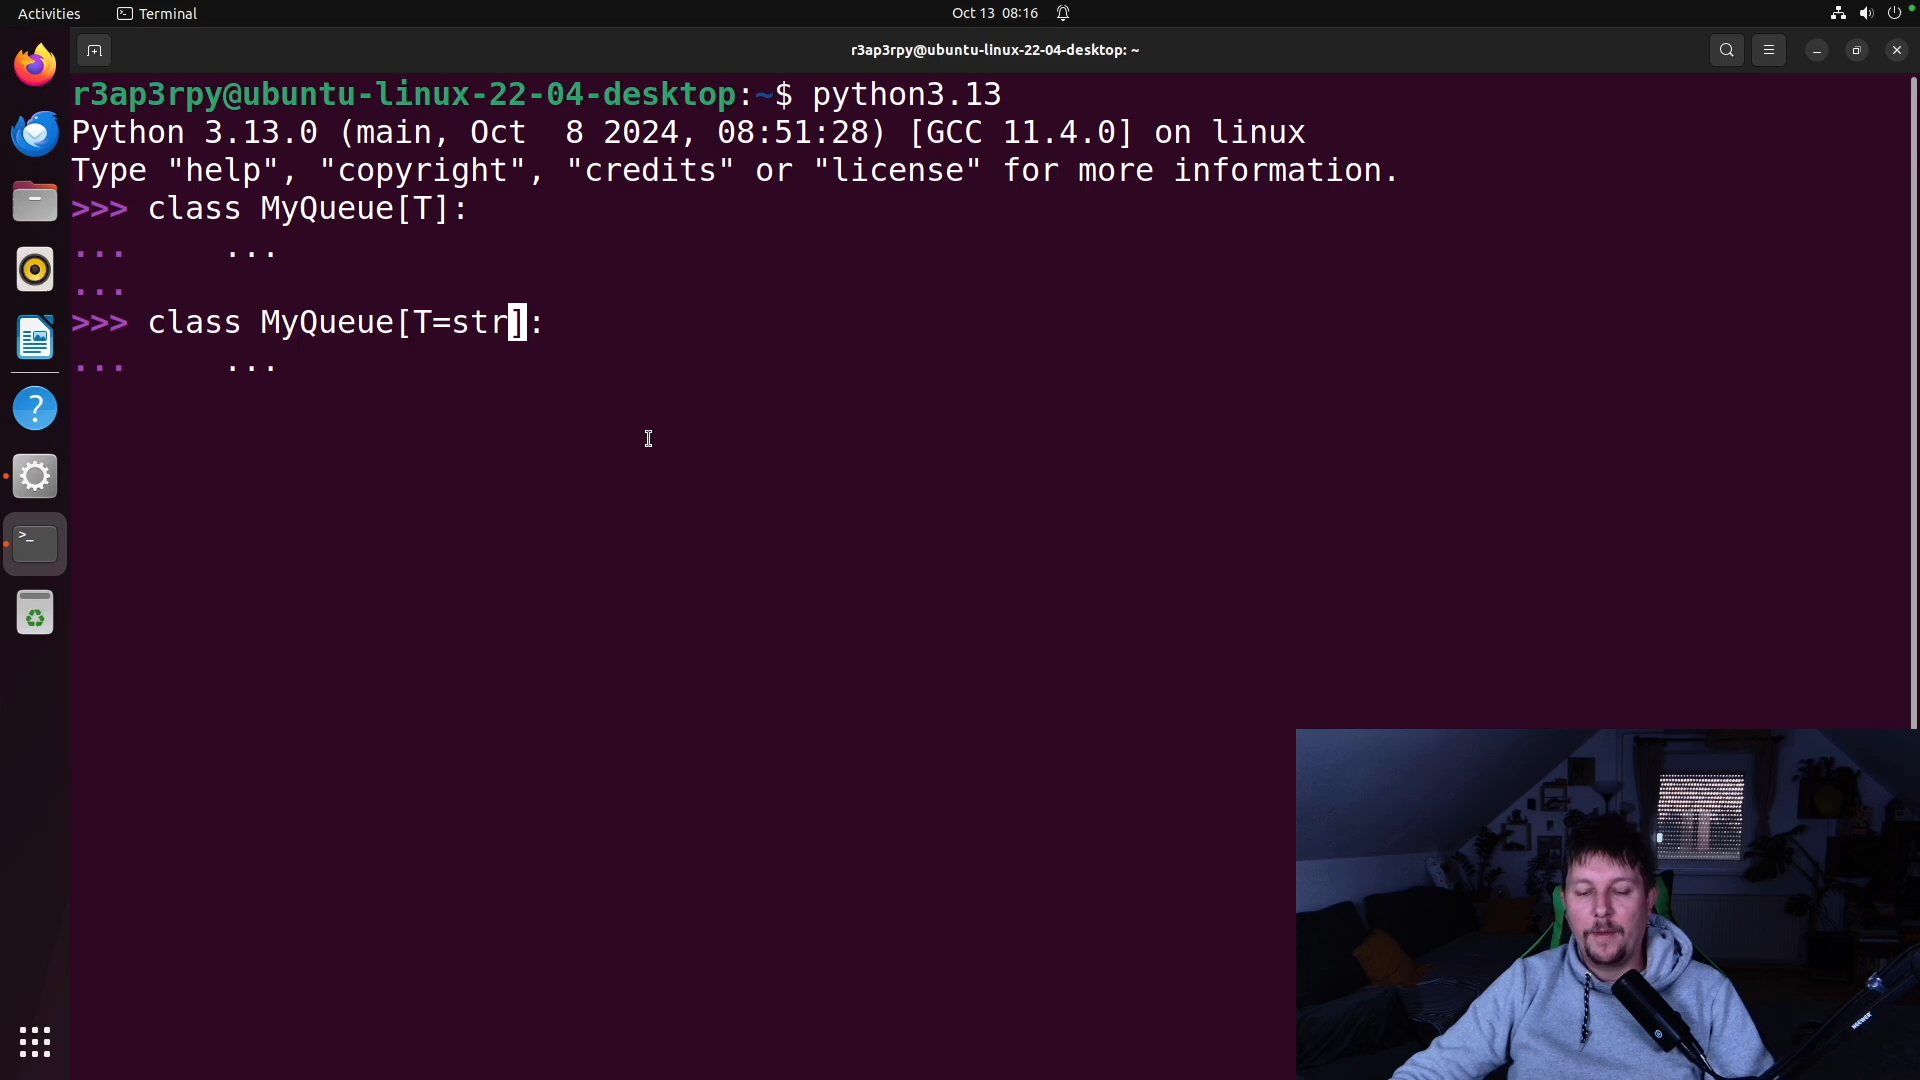 Activities
Terminal
Oct 13 08:16
r3ap3rpy@ubuntu-linux-22-04-desktop: ~
r3ap3rpy@ubuntu-linux-22-04-desktop:~$ python3.13
Python 3.13.0 (main, Oct  8 2024, 08:51:28) [GCC 11.4.0] on linux
Type "help", "copyright", "credits" or "license" for more information.
>>> class MyQueue[T]:
...     ...
...
>>> class MyQueue[T=str]:
...     ...